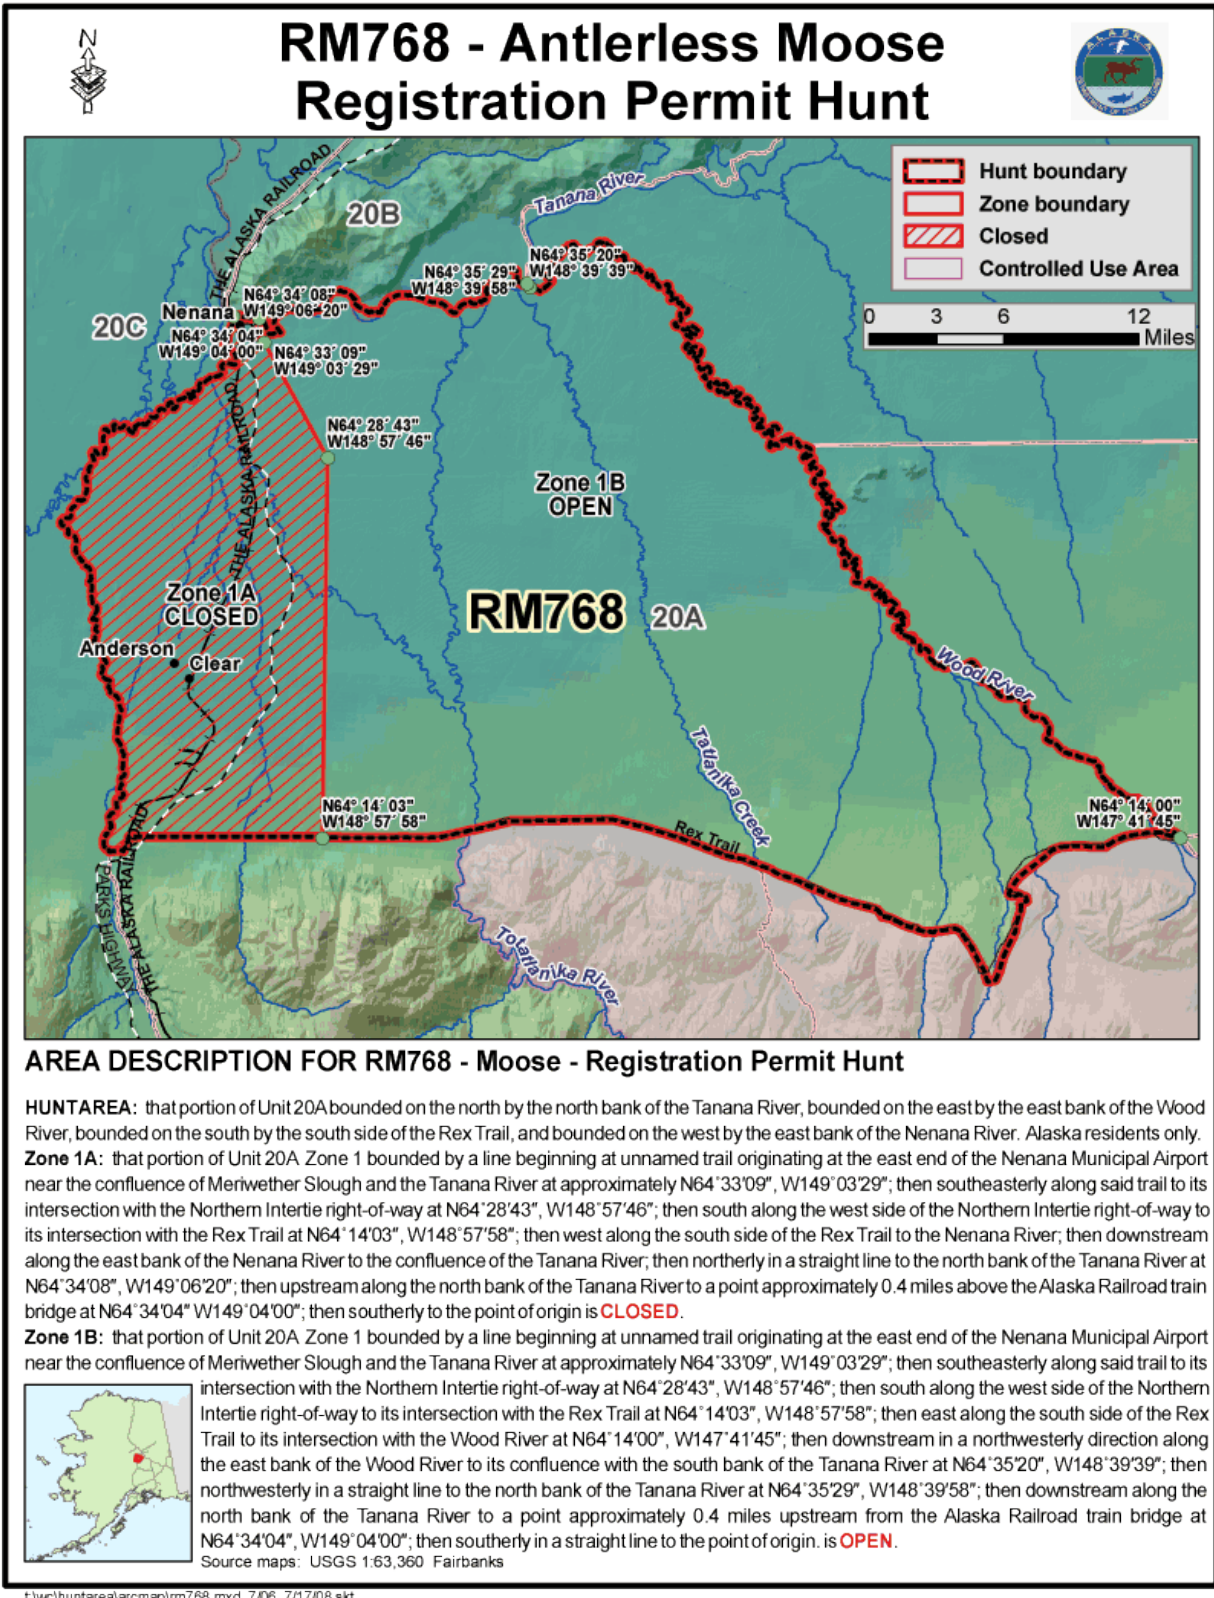 N
RM768 - Antlerless Moose
Registration Permit Hunt
Hunt boundary
Zone boundary
Closed
Controlled Use Area
0 3 6 12
Miles
THE ALASKA RAILROAD
20B
Tanana River
N64° 35´ 20"
W148° 39´ 39"
N64° 35´ 29"
W148° 39´ 58"
N64° 34´ 08"
W149° 06´ 20"
Nenana
20C
N64° 34´ 04"
W149° 04´ 00"
N64° 33´ 09"
W149° 03´ 29"
N64° 28´ 43"
W148° 57´ 46"
THE ALASKA RAILROAD
Zone 1B
OPEN
Zone 1A
CLOSED
RM768
20A
Anderson
Clear
Wood River
Tatlanika Creek
N64° 14´ 03"
W148° 57´ 58"
N64° 14´ 00"
W147° 41´ 45"
Rex Trail
THE ALASKA RAILROAD
PARKS HIGHWAY
Totatlanika River
AREA DESCRIPTION FOR RM768 - Moose - Registration Permit Hunt
HUNTAREA: that portion of Unit 20A bounded on the north by the north bank of the Tanana River, bounded on the east by the east bank of the Wood
River, bounded on the south by the south side of the Rex Trail, and bounded on the west by the east bank of the Nenana River. Alaska residents only.
Zone 1A: that portion of Unit 20A Zone 1 bounded by a line beginning at unnamed trail originating at the east end of the Nenana Municipal Airport
near the confluence of Meriwether Slough and the Tanana River at approximately N64°33'09", W149°03'29"; then southeasterly along said trail to its
intersection with the Northern Intertie right-of-way at N64°28'43", W148°57'46"; then south along the west side of the Northern Intertie right-of-way to
its intersection with the Rex Trail at N64°14'03", W148°57'58"; then west along the south side of the Rex Trail to the Nenana River; then downstream
along the east bank of the Nenana River to the confluence of the Tanana River; then northerly in a straight line to the north bank of the Tanana River at
N64°34'08", W149°06'20"; then upstream along the north bank of the Tanana River to a point approximately 0.4 miles above the Alaska Railroad train
bridge at N64°34'04" W149°04'00"; then southerly to the point of origin is CLOSED.
Zone 1B: that portion of Unit 20A Zone 1 bounded by a line beginning at unnamed trail originating at the east end of the Nenana Municipal Airport
near the confluence of Meriwether Slough and the Tanana River at approximately N64°33'09", W149°03'29"; then southeasterly along said trail to its
intersection with the Northern Intertie right-of-way at N64°28'43", W148°57'46"; then south along the west side of the Northern
Intertie right-of-way to its intersection with the Rex Trail at N64°14'03", W148°57'58"; then east along the south side of the Rex
Trail to its intersection with the Wood River at N64°14'00", W147°41'45"; then downstream in a northwesterly direction along
the east bank of the Wood River to its confluence with the south bank of the Tanana River at N64°35'20", W148°39'39"; then
northwesterly in a straight line to the north bank of the Tanana River at N64°35'29", W148°39'58"; then downstream along the
north bank of the Tanana River to a point approximately 0.4 miles upstream from the Alaska Railroad train bridge at
N64°34'04", W149°04'00"; then southerly in a straight line to the point of origin. is OPEN.
Source maps: USGS 1:63,360 Fairbanks